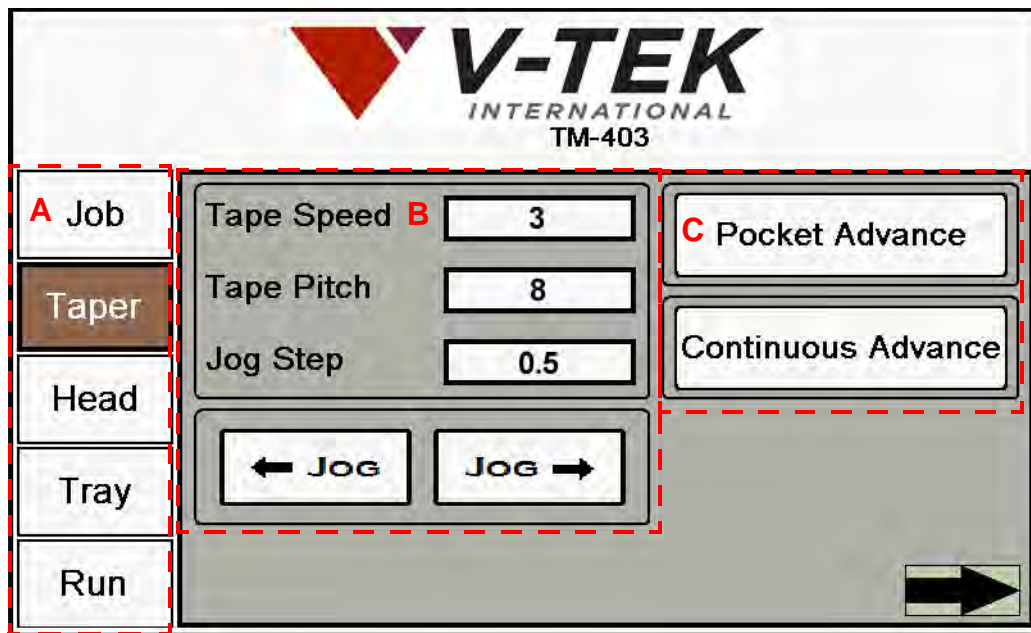 V-TEK
INTERNATIONAL
TM-403
A Job
Taper
Head
Tray
Run
Tape Speed B 3
Tape Pitch 8
Jog Step 0.5
JOG
JOG
C Pocket Advance
Continuous Advance